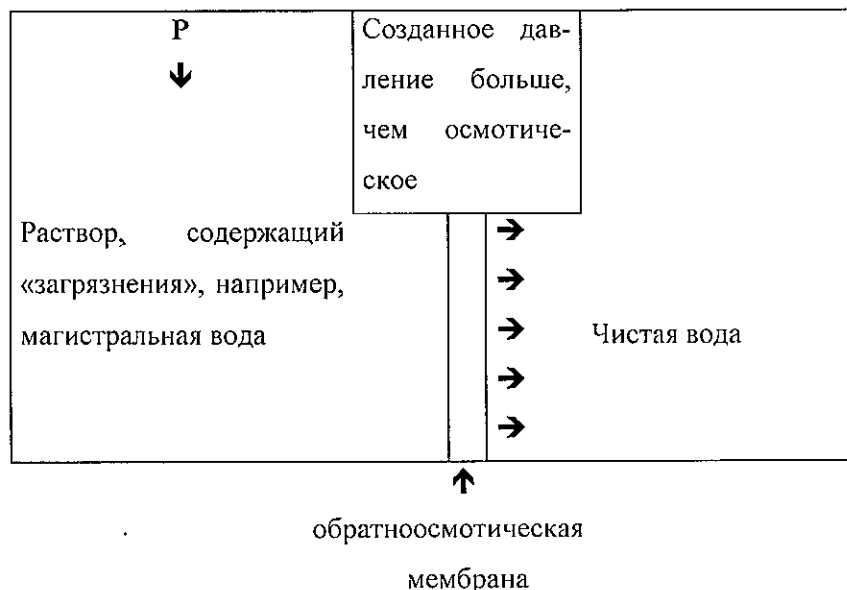 P
Созданное дав-
ление больше,
чем осмотиче-
ское
Раствор, содержащий
«загрязнения», например,
магистральная вода
Чистая вода
обратноосмотическая
мембрана